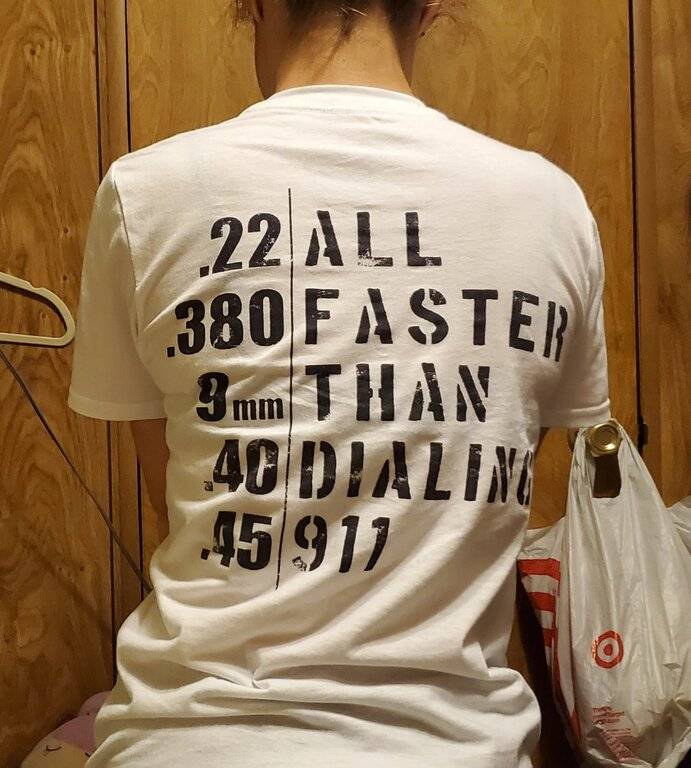 .22 ALL
.380 FASTER
9mm THAN
.40 DIALING
.45 911